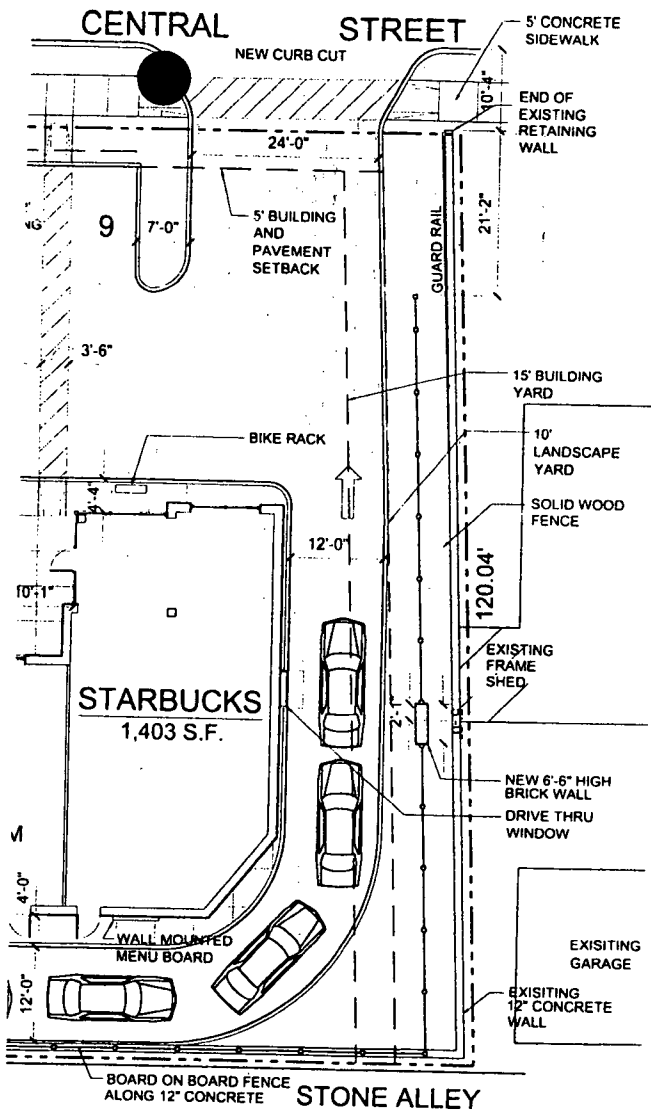 CENTRAL STREET
NEW CURB CUT
5' CONCRETE
SIDEWALK
10'-4"
END OF
EXISTING
RETAINING
WALL
24'-0"
21'-2"
GUARD RAIL
9
7'-0"
5' BUILDING
AND
PAVEMENT
SETBACK
3'-6"
15' BUILDING
YARD
BIKE RACK
10'
LANDSCAPE
YARD
4'-4"
SOLID WOOD
FENCE
12'-0"
120.04'
10'-1"
EXISTING
FRAME
SHED
STARBUCKS
1,403 S.F.
2'-1"
NEW 6'-6" HIGH
BRICK WALL
DRIVE THRU
WINDOW
4'-0"
WALL MOUNTED
MENU BOARD
EXISITING
GARAGE
12'-0"
EXISITING
12" CONCRETE
WALL
BOARD ON BOARD FENCE
ALONG 12" CONCRETE
STONE ALLEY